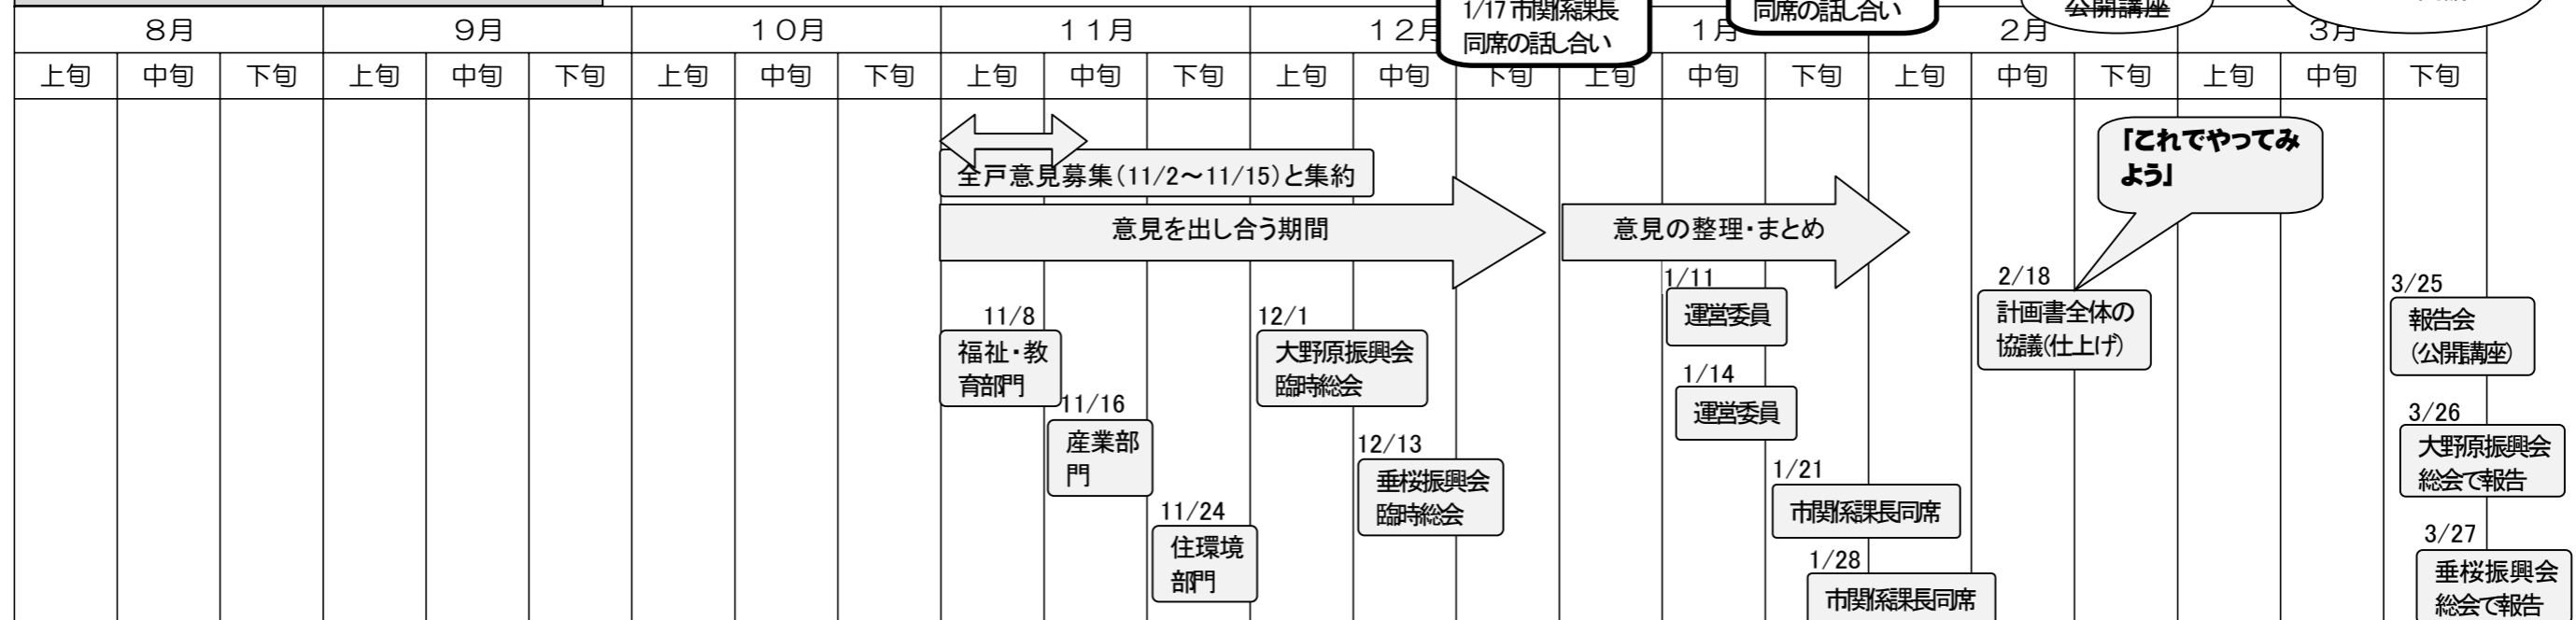 1/17 市関係課長
同席の話し合い
同席の話し合い
公開講座
8月 9月 10月 11月 12月 1月 2月 3月
上旬 中旬 下旬 上旬 中旬 下旬 上旬 中旬 下旬 上旬 中旬 下旬 上旬 中旬 下旬 上旬 中旬 下旬 上旬 中旬 下旬 上旬 中旬 下旬
全戸意見募集(11/2～11/15)と集約
意見を出し合う期間
意見の整理・まとめ
「これでやってみ
よう」
11/8
福祉・教
育部門
11/16
産業部
門
11/24
住環境
部門
12/1
大野原振興会
臨時総会
12/13
垂桜振興会
臨時総会
1/11
運営委員
1/14
運営委員
1/21
市関係課長同席
1/28
市関係課長同席
2/18
計画書全体の
協議(仕上げ)
3/25
報告会
(公開講座)
3/26
大野原振興会
総会で報告
3/27
垂桜振興会
総会で報告